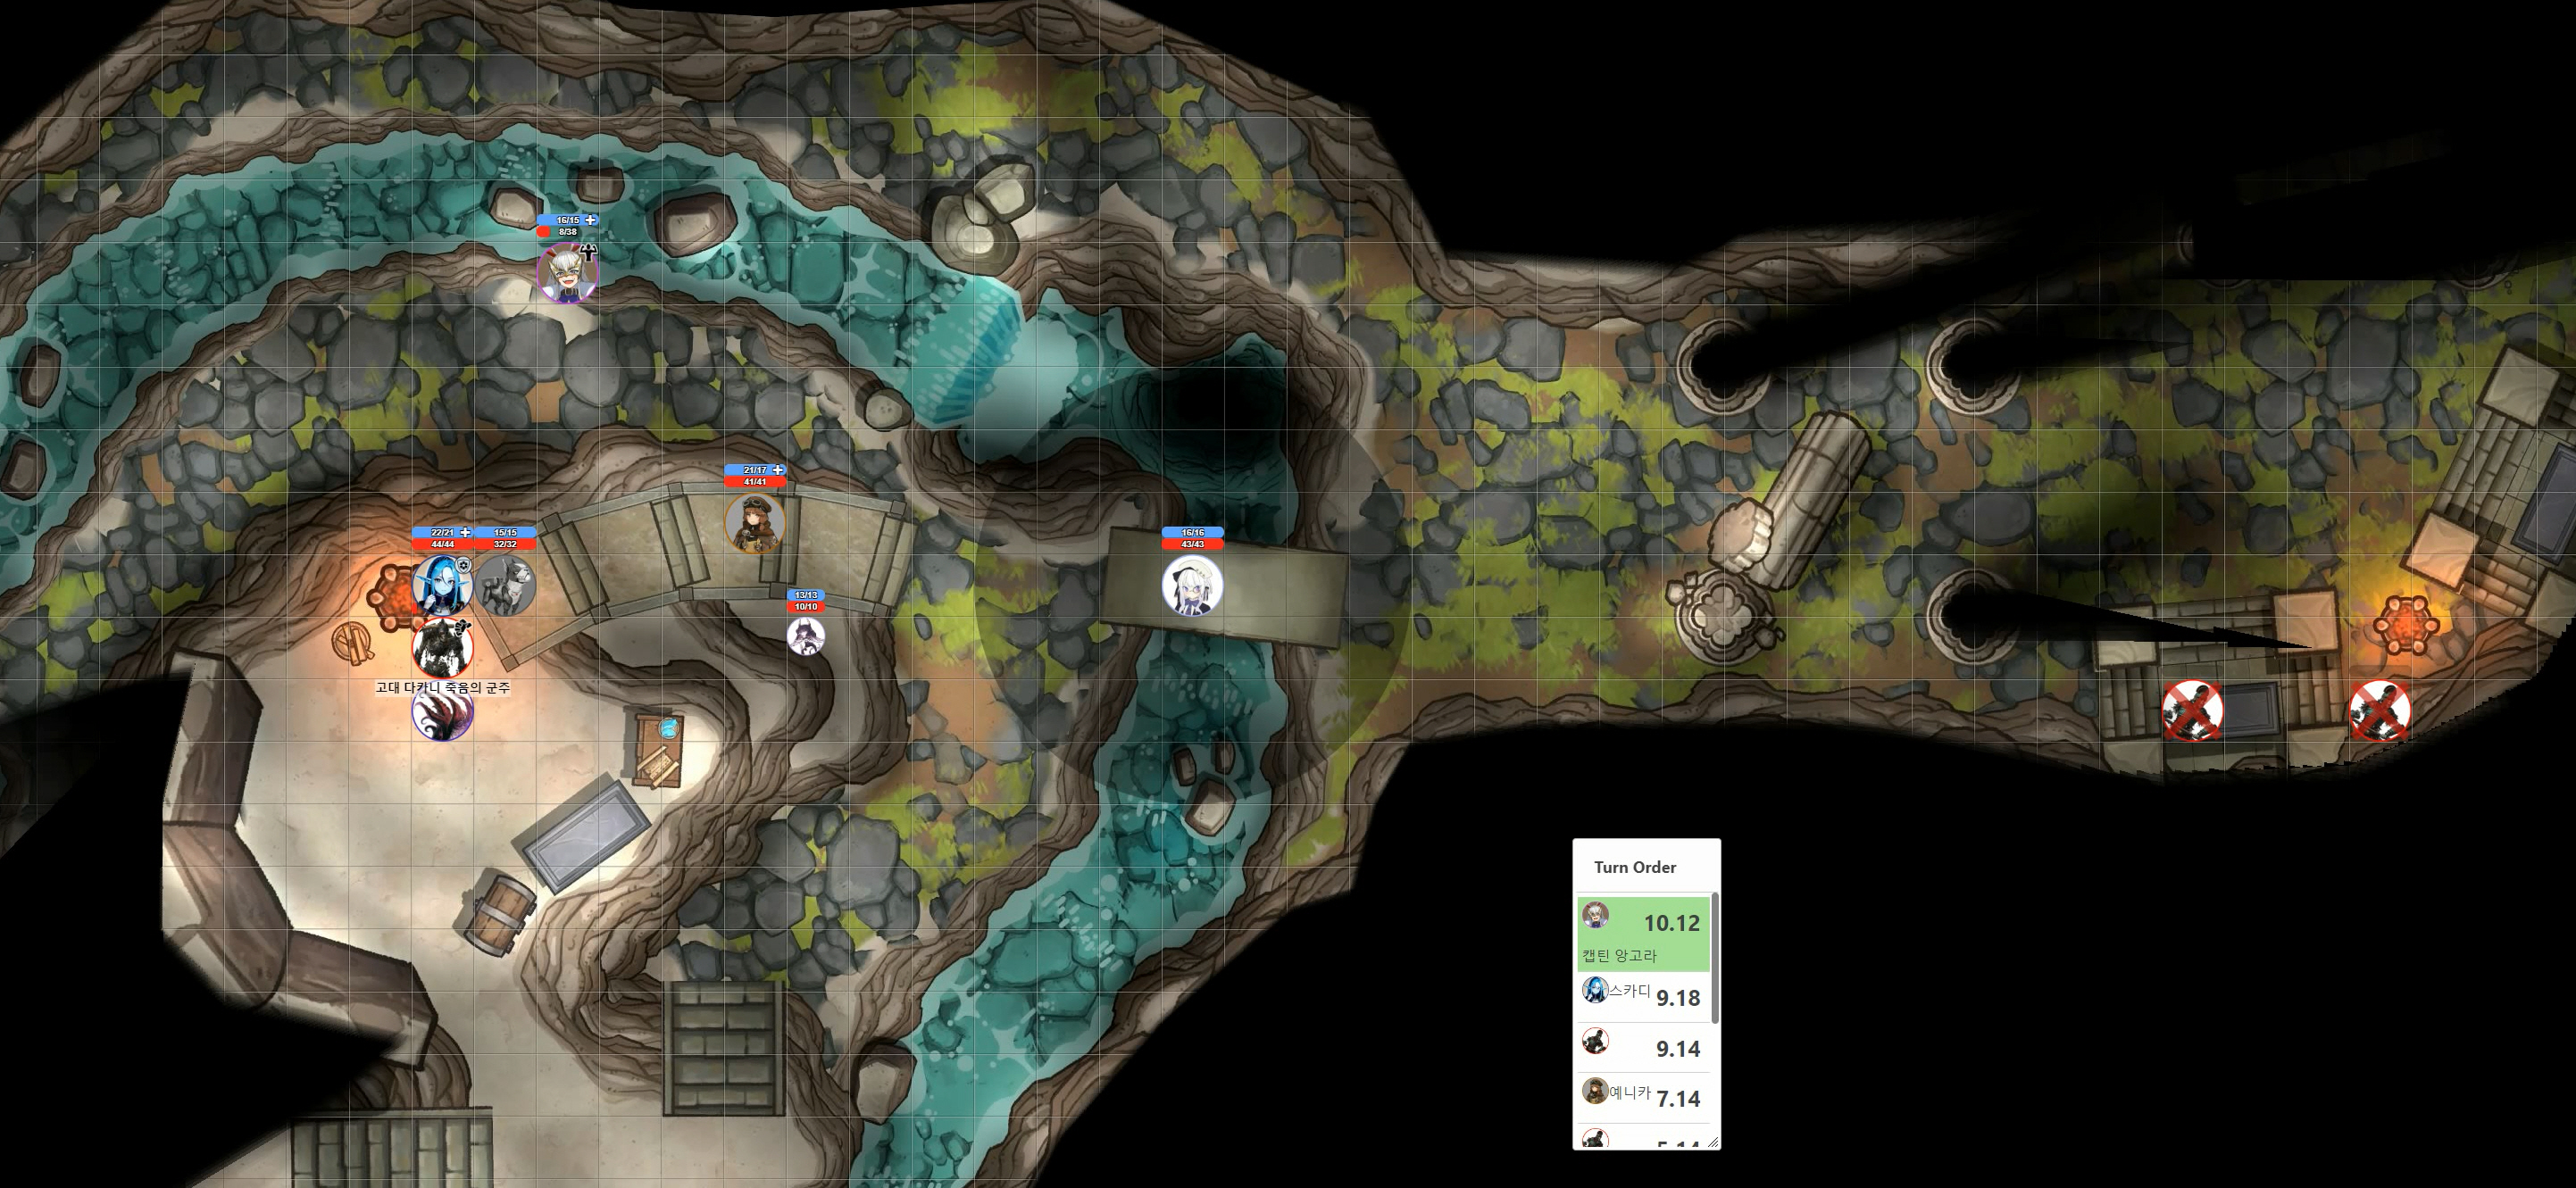 16/15
8/38
21/17
41/41
22/21
15/15
44/44
32/32
16/16
43/43
13/13
10/10
고대 다카니 죽음의 군주
Turn Order
10.12
캡틴 앙고라
스카디 9.18
9.14
예니카 7.14